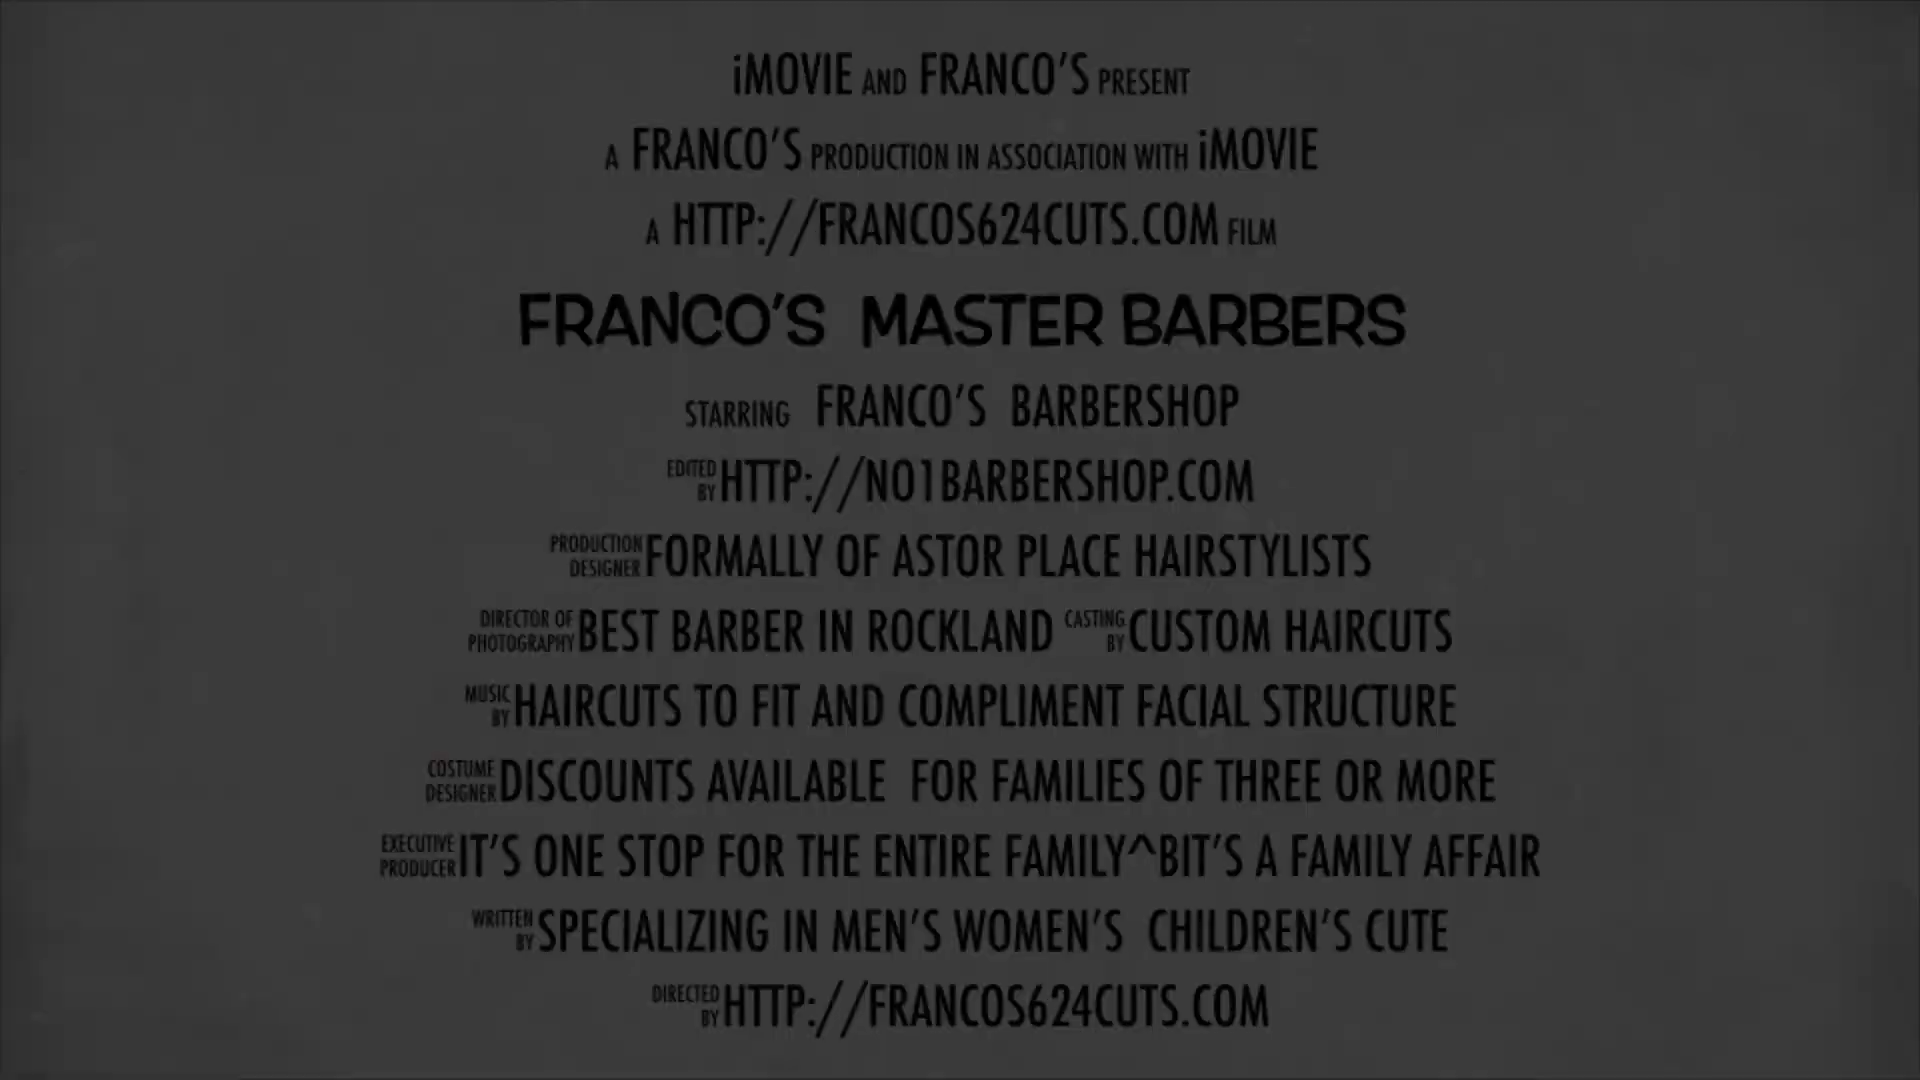 iMOVIE AND FRANCO'S PRESENT
A FRANCO'S PRODUCTION IN ASSOCIATION WITH iMOVIE
A HTTP://FRANCOS624CUTS.COM FILM
FRANCO'S MASTER BARBERS
STARRING FRANCO'S BARBERSHOP
EDITED BY HTTP://NO1BARBERSHOP.COM
PRODUCTION DESIGNER FORMALLY OF ASTOR PLACE HAIRSTYLISTS
DIRECTOR OF PHOTOGRAPHY BEST BARBER IN ROCKLAND CASTING BY CUSTOM HAIRCUTS
MUSIC BY HAIRCUTS TO FIT AND COMPLIMENT FACIAL STRUCTURE
COSTUME DESIGNER DISCOUNTS AVAILABLE FOR FAMILIES OF THREE OR MORE
EXECUTIVE PRODUCER IT'S ONE STOP FOR THE ENTIRE FAMILY^BIT'S A FAMILY AFFAIR
WRITTEN BY SPECIALIZING IN MEN'S WOMEN'S CHILDREN'S CUTE
DIRECTED BY HTTP://FRANCOS624CUTS.COM